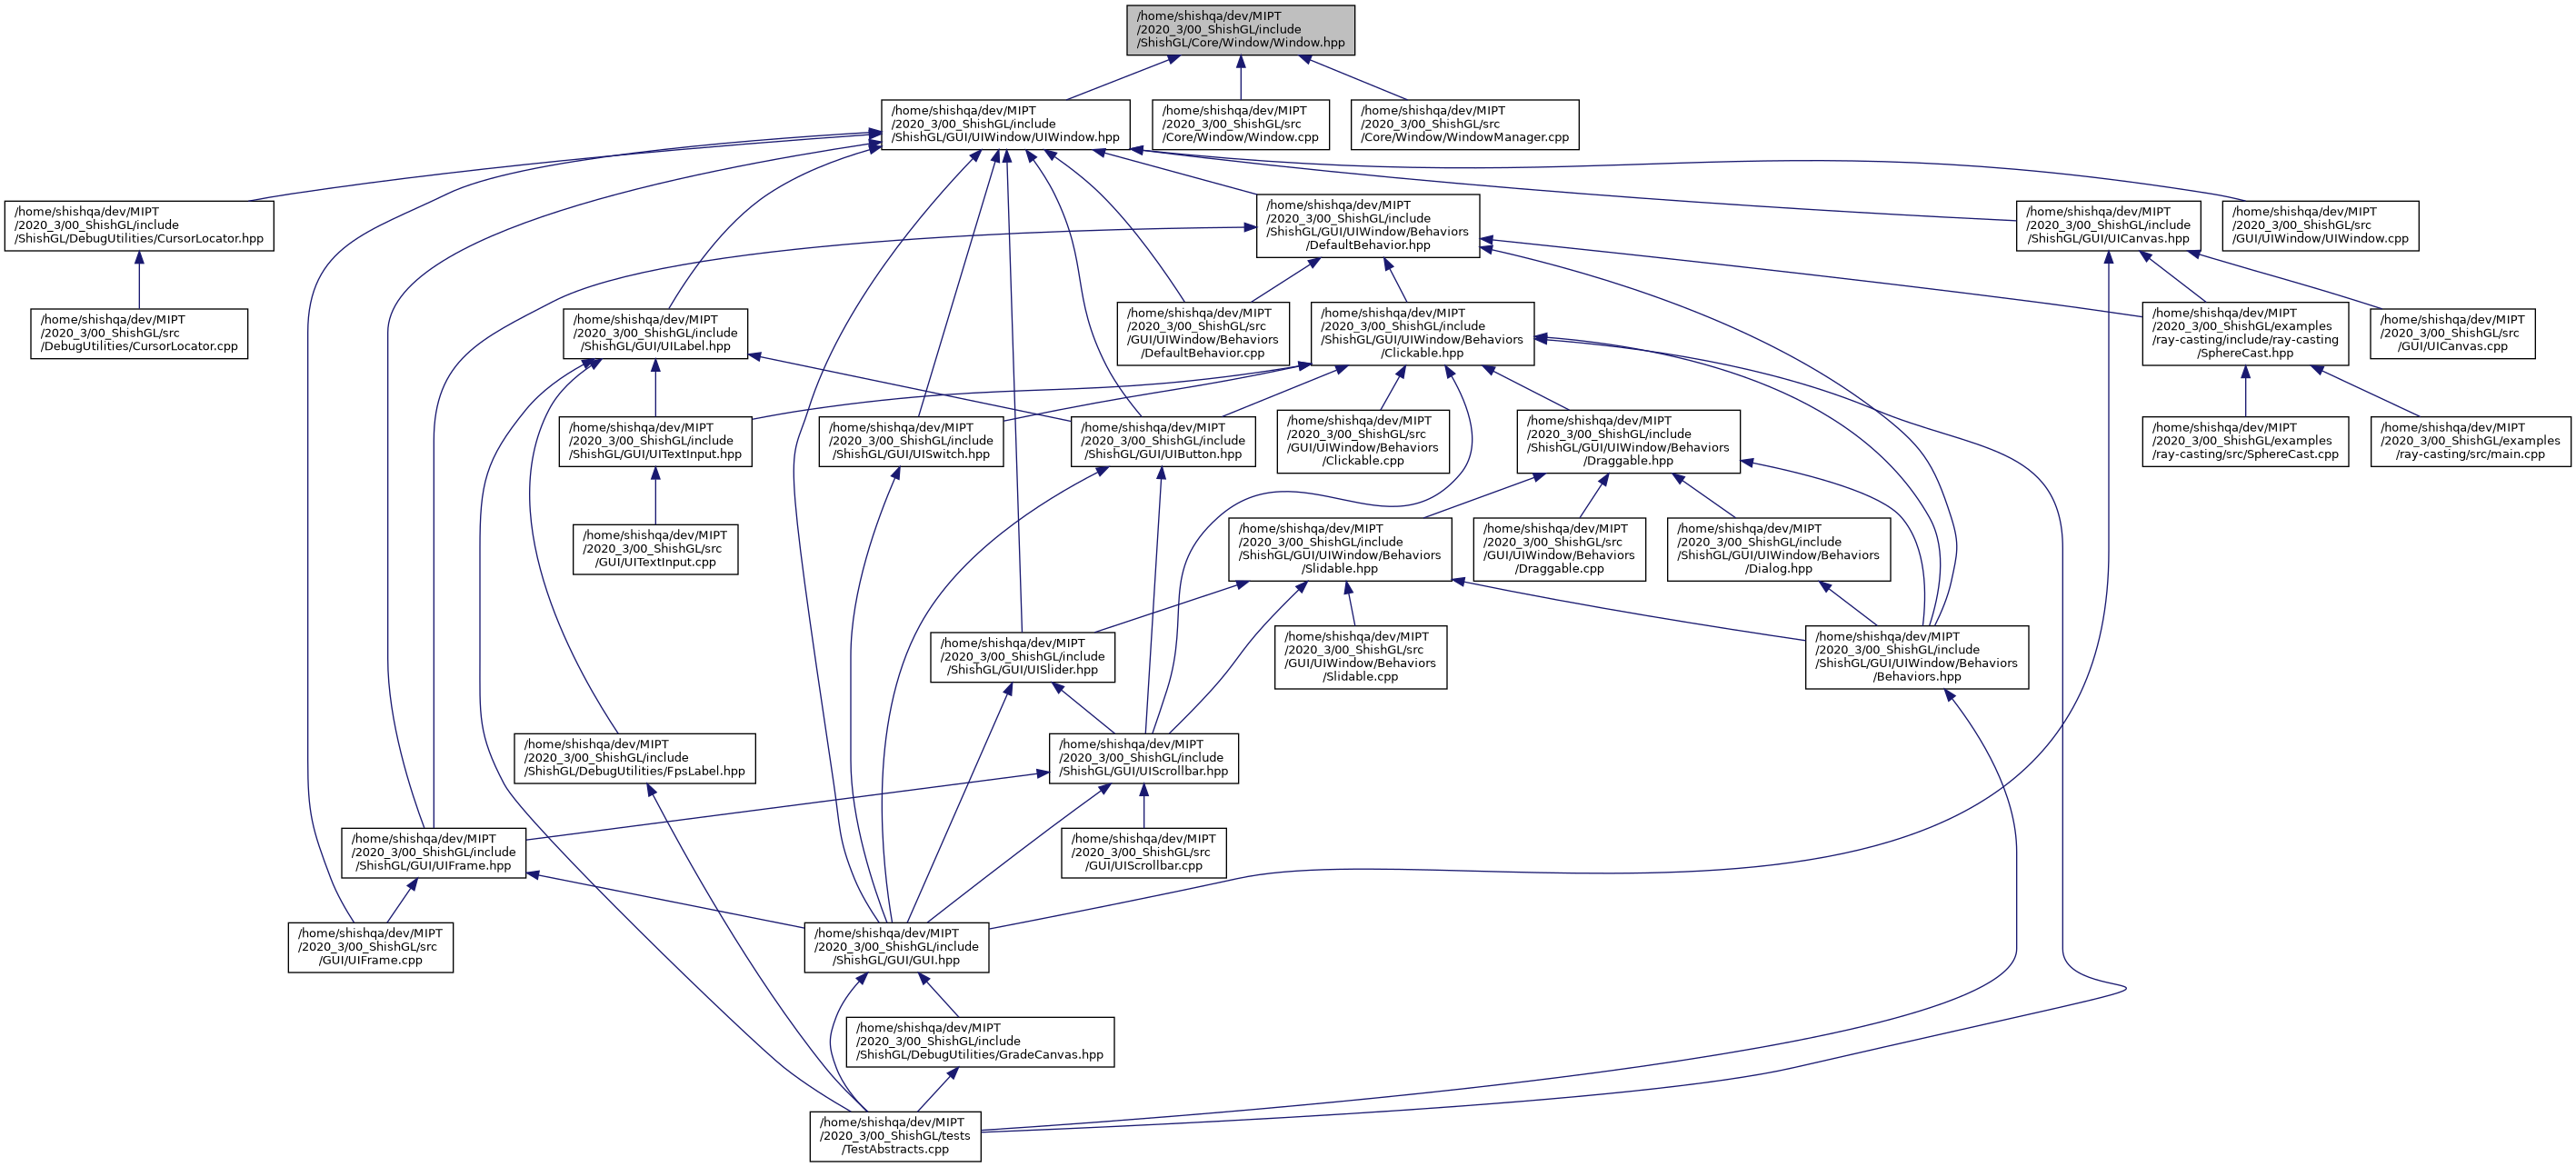 /home/shishqa/dev/MIPT
/2020_3/00_ShishGL/include
/ShishGL/Core/Window/Window.hpp
/home/shishqa/dev/MIPT
/2020_3/00_ShishGL/include
/ShishGL/GUI/UIWindow/UIWindow.hpp
/home/shishqa/dev/MIPT
/2020_3/00_ShishGL/src
/Core/Window/Window.cpp
/home/shishqa/dev/MIPT
/2020_3/00_ShishGL/src
/Core/Window/WindowManager.cpp
/home/shishqa/dev/MIPT
/2020_3/00_ShishGL/include
/ShishGL/DebugUtilities/CursorLocator.hpp
/home/shishqa/dev/MIPT
/2020_3/00_ShishGL/include
/ShishGL/GUI/UIWindow/Behaviors
/DefaultBehavior.hpp
/home/shishqa/dev/MIPT
/2020_3/00_ShishGL/include
/ShishGL/GUI/UICanvas.hpp
/home/shishqa/dev/MIPT
/2020_3/00_ShishGL/src
/GUI/UIWindow/UIWindow.cpp
/home/shishqa/dev/MIPT
/2020_3/00_ShishGL/src
/DebugUtilities/CursorLocator.cpp
/home/shishqa/dev/MIPT
/2020_3/00_ShishGL/include
/ShishGL/GUI/UILabel.hpp
/home/shishqa/dev/MIPT
/2020_3/00_ShishGL/src
/GUI/UIWindow/Behaviors
/DefaultBehavior.cpp
/home/shishqa/dev/MIPT
/2020_3/00_ShishGL/include
/ShishGL/GUI/UIWindow/Behaviors
/Clickable.hpp
/home/shishqa/dev/MIPT
/2020_3/00_ShishGL/examples
/ray-casting/include/ray-casting
/SphereCast.hpp
/home/shishqa/dev/MIPT
/2020_3/00_ShishGL/src
/GUI/UICanvas.cpp
/home/shishqa/dev/MIPT
/2020_3/00_ShishGL/include
/ShishGL/GUI/UITextInput.hpp
/home/shishqa/dev/MIPT
/2020_3/00_ShishGL/include
/ShishGL/GUI/UISwitch.hpp
/home/shishqa/dev/MIPT
/2020_3/00_ShishGL/include
/ShishGL/GUI/UIButton.hpp
/home/shishqa/dev/MIPT
/2020_3/00_ShishGL/src
/GUI/UIWindow/Behaviors
/Clickable.cpp
/home/shishqa/dev/MIPT
/2020_3/00_ShishGL/include
/ShishGL/GUI/UIWindow/Behaviors
/Draggable.hpp
/home/shishqa/dev/MIPT
/2020_3/00_ShishGL/examples
/ray-casting/src/SphereCast.cpp
/home/shishqa/dev/MIPT
/2020_3/00_ShishGL/examples
/ray-casting/src/main.cpp
/home/shishqa/dev/MIPT
/2020_3/00_ShishGL/src
/GUI/UITextInput.cpp
/home/shishqa/dev/MIPT
/2020_3/00_ShishGL/include
/ShishGL/GUI/UIWindow/Behaviors
/Slidable.hpp
/home/shishqa/dev/MIPT
/2020_3/00_ShishGL/src
/GUI/UIWindow/Behaviors
/Draggable.cpp
/home/shishqa/dev/MIPT
/2020_3/00_ShishGL/include
/ShishGL/GUI/UIWindow/Behaviors
/Dialog.hpp
/home/shishqa/dev/MIPT
/2020_3/00_ShishGL/include
/ShishGL/GUI/UISlider.hpp
/home/shishqa/dev/MIPT
/2020_3/00_ShishGL/src
/GUI/UIWindow/Behaviors
/Slidable.cpp
/home/shishqa/dev/MIPT
/2020_3/00_ShishGL/include
/ShishGL/GUI/UIWindow/Behaviors
/Behaviors.hpp
/home/shishqa/dev/MIPT
/2020_3/00_ShishGL/include
/ShishGL/DebugUtilities/FpsLabel.hpp
/home/shishqa/dev/MIPT
/2020_3/00_ShishGL/include
/ShishGL/GUI/UIScrollbar.hpp
/home/shishqa/dev/MIPT
/2020_3/00_ShishGL/include
/ShishGL/GUI/UIFrame.hpp
/home/shishqa/dev/MIPT
/2020_3/00_ShishGL/src
/GUI/UIScrollbar.cpp
/home/shishqa/dev/MIPT
/2020_3/00_ShishGL/src
/GUI/UIFrame.cpp
/home/shishqa/dev/MIPT
/2020_3/00_ShishGL/include
/ShishGL/GUI/GUI.hpp
/home/shishqa/dev/MIPT
/2020_3/00_ShishGL/include
/ShishGL/DebugUtilities/GradeCanvas.hpp
/home/shishqa/dev/MIPT
/2020_3/00_ShishGL/tests
/TestAbstracts.cpp